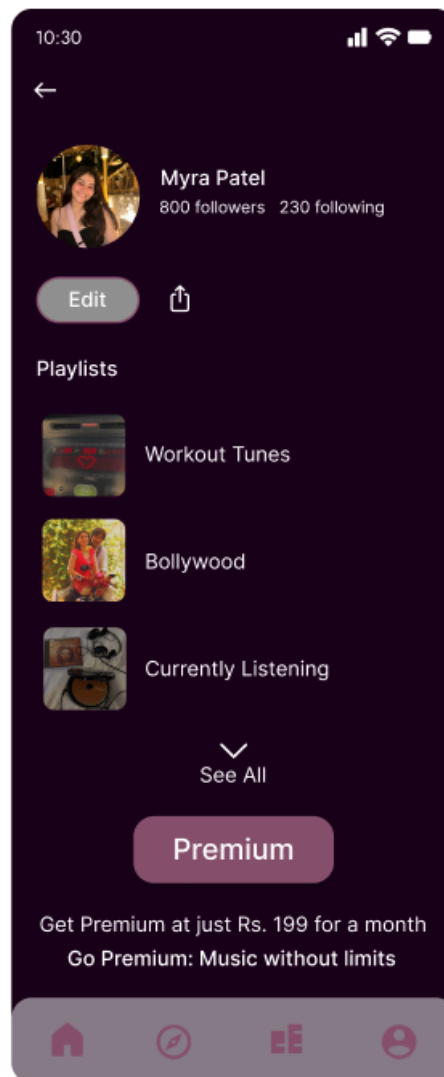 10:30
Myra Patel
800 followers 230 following
Edit
Playlists
Workout Tunes
Bollywood
Currently Listening
See All
Premium
Get Premium at just Rs. 199 for a month
Go Premium: Music without limits